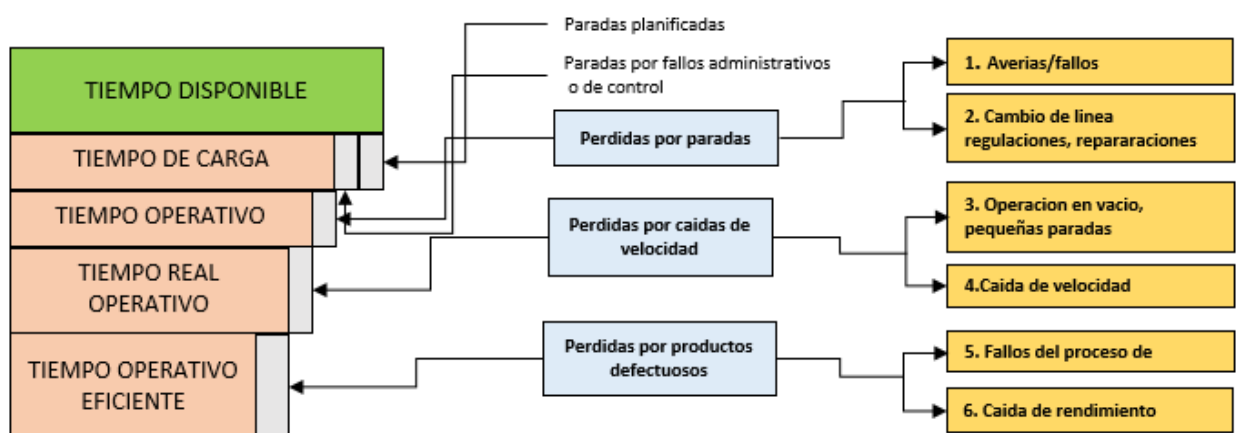 Paradas planificadas
Paradas por fallos administrativos
o de control
TIEMPO DISPONIBLE
TIEMPO DE CARGA
TIEMPO OPERATIVO
TIEMPO REAL
OPERATIVO
TIEMPO OPERATIVO
EFICIENTE
Perdidas por paradas
Perdidas por caidas de
velocidad
Perdidas por productos
defectuosos
1. Averias/fallos
2. Cambio de linea
regulaciones, repararaciones
3. Operacion en vacio,
pequeñas paradas
4.Caida de velocidad
5. Fallos del proceso de
6. Caida de rendimiento